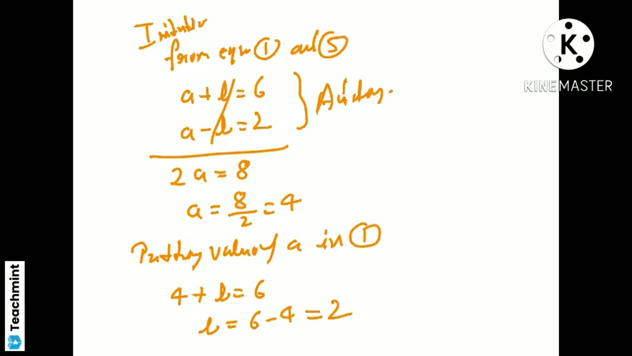 from eqn ① and ⑤
a + b = 6
a - b = 2
2a = 8
a = 8/2 = 4
Putting value of a in ①
4 + b = 6
b = 6 - 4 = 2
K
KINEMASTER
Teachmint